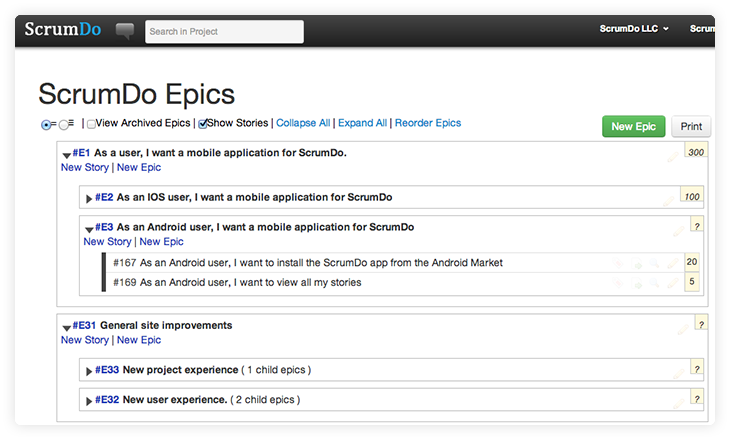 ScrumDo Search in Project ScrumDo LLC Scrum
ScrumDo Epics
| View Archived Epics | Show Stories | Collapse All | Expand All | Reorder Epics New Epic Print
#E1 As a user, I want a mobile application for ScrumDo. 300
New Story | New Epic
#E2 As an IOS user, I want a mobile application for ScrumDo 100
#E3 As an Android user, I want a mobile application for ScrumDo ?
New Story | New Epic
#167 As an Android user, I want to install the ScrumDo app from the Android Market 20
#169 As an Android user, I want to view all my stories 5
#E31 General site improvements ?
New Story | New Epic
#E33 New project experience ( 1 child epics ) ?
#E32 New user experience. ( 2 child epics ) ?